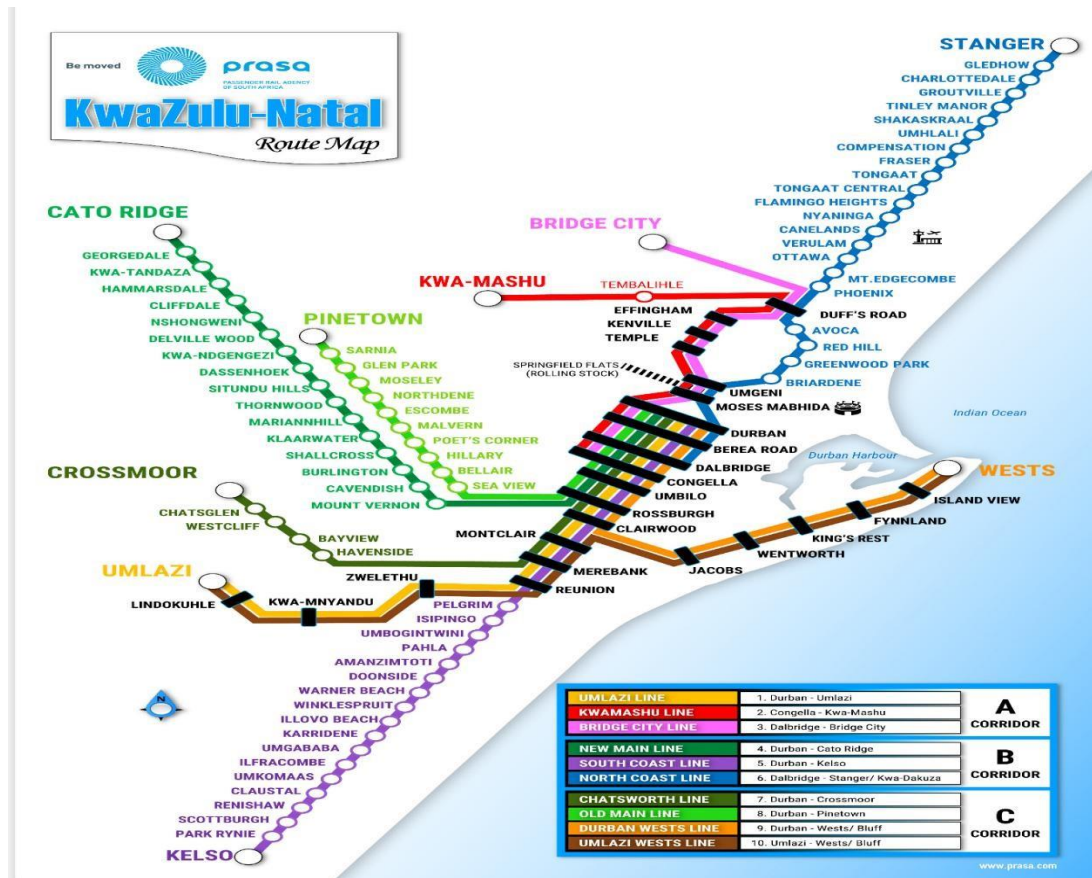 Be moved
prasa
PASSENGER RAIL AGENCY
OF SOUTH AFRICA
KwaZulu-Natal
Route Map
STANGER
GLEDHOW
CHARLOTTEDALE
GROUTVILLE
TINLEY MANOR
SHAKASKRAAL
UMHLALI
COMPENSATION
FRASER
TONGAAT
TONGAAT CENTRAL
FLAMINGO HEIGHTS
NYANINGA
CANELANDS
VERULAM
OTTAWA
MT.EDGECOMBE
PHOENIX
DUFF'S ROAD
AVOCA
RED HILL
GREENWOOD PARK
BRIARDENE
BRIDGE CITY
KWA-MASHU
TEMBALIHLE
EFFINGHAM
KENVILLE
TEMPLE
SPRINGFIELD FLATS
(ROLLING STOCK)
UMGENI
MOSES MABHIDA
DURBAN
BEREA ROAD
DALBRIDGE
CONGELLA
UMBILO
ROSSBURGH
CLAIRWOOD
MONTCLAIR
MEREBANK
REUNION
CATO RIDGE
GEORGEDALE
KWA-TANDAZA
HAMMARSDALE
CLIFFDALE
NSHONGWENI
DELVILLE WOOD
KWA-NDGENGEZI
DASSENHOEK
SITUNDU HILLS
THORNWOOD
MARIANNHILL
KLAARWATER
SHALLCROSS
BURLINGTON
CAVENDISH
MOUNT VERNON
PINETOWN
SARNIA
GLEN PARK
MOSELEY
NORTHDENE
ESCOMBE
MALVERN
POET'S CORNER
HILLARY
BELLAIR
SEA VIEW
CROSSMOOR
CHATSGLEN
WESTCLIFF
BAYVIEW
HAVENSIDE
UMLAZI
LINDOKUHLE
KWA-MNYANDU
ZWELETHU
Indian Ocean
Durban Harbour
WESTS
ISLAND VIEW
FYNNLAND
KING'S REST
WENTWORTH
JACOBS
PELGRIM
ISIPINGO
UMBOGINTWINI
PAHLA
AMANZIMTOTI
DOONSIDE
WARNER BEACH
WINKLESPRUIT
ILLOVO BEACH
KARRIDENE
UMGABABA
ILFRACOMBE
UMKOMAAS
CLAUSTAL
RENISHAW
SCOTTBURGH
PARK RYNIE
KELSO
N
UMLAZI LINE 1. Durban - Umlazi
KWAMASHU LINE 2. Congella - Kwa-Mashu
BRIDGE CITY LINE 3. Dalbridge - Bridge City
A
CORRIDOR
NEW MAIN LINE 4. Durban - Cato Ridge
SOUTH COAST LINE 5. Durban - Kelso
NORTH COAST LINE 6. Dalbridge - Stanger/ Kwa-Dakuza
B
CORRIDOR
CHATSWORTH LINE 7. Durban - Crossmoor
OLD MAIN LINE 8. Durban - Pinetown
DURBAN WESTS LINE 9. Durban - Wests/ Bluff
UMLAZI WESTS LINE 10. Umlazi - Wests/ Bluff
C
CORRIDOR
www.prasa.com